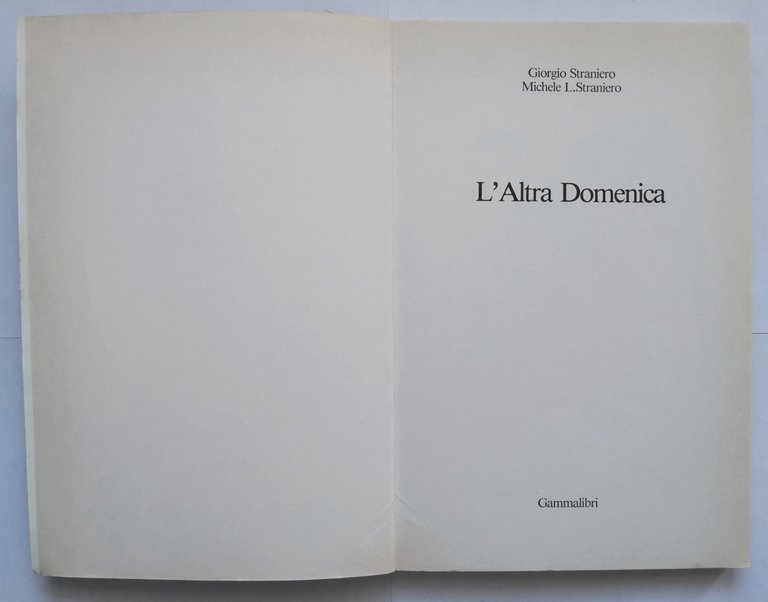 Giorgio Straniero
Michele L.Straniero
L'Altra Domenica
Gammalibri